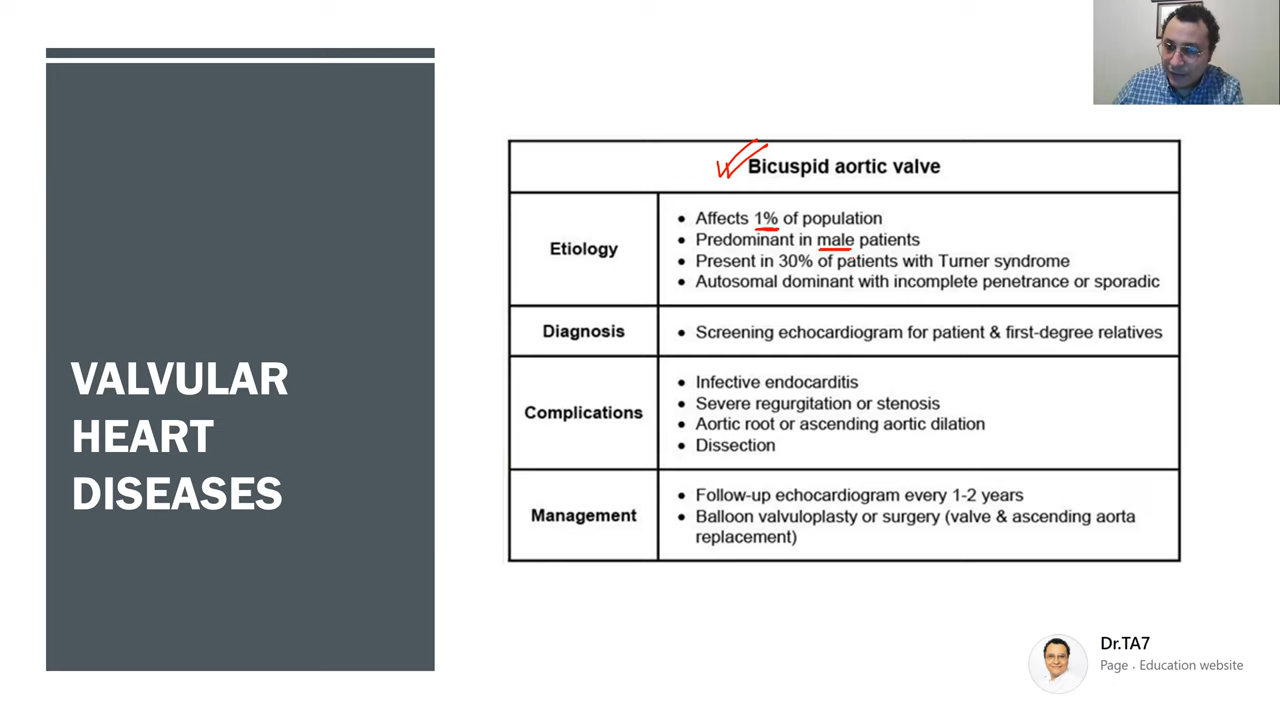 VALVULAR
HEART
DISEASES
Bicuspid aortic valve
Etiology
• Affects 1% of population
• Predominant in male patients
• Present in 30% of patients with Turner syndrome
• Autosomal dominant with incomplete penetrance or sporadic
Diagnosis
• Screening echocardiogram for patient & first-degree relatives
Complications
• Infective endocarditis
• Severe regurgitation or stenosis
• Aortic root or ascending aortic dilation
• Dissection
Management
• Follow-up echocardiogram every 1-2 years
• Balloon valvuloplasty or surgery (valve & ascending aorta
replacement)
Dr.TA7
Page · Education website